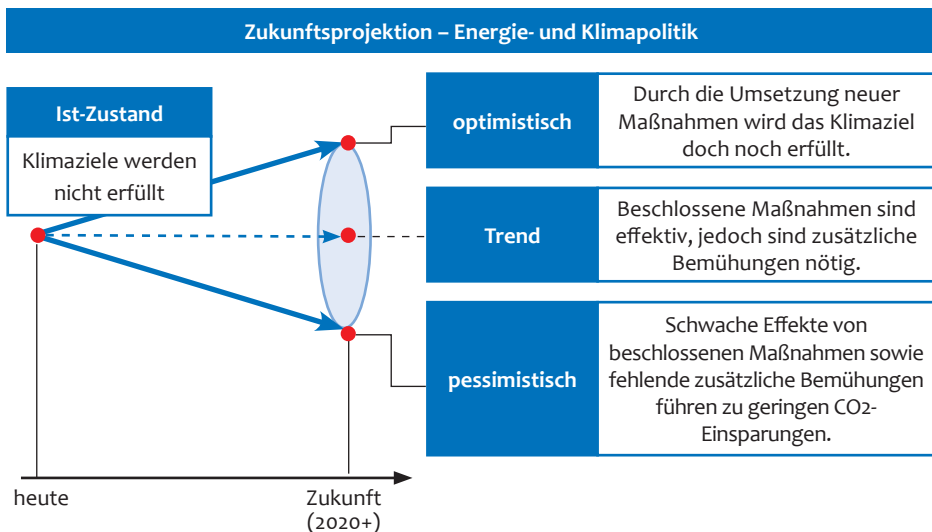 Zukunftsprojektion – Energie- und Klimapolitik
Ist-Zustand
Klimaziele werden
nicht erfüllt
optimistisch
Durch die Umsetzung neuer
Maßnahmen wird das Klimaziel
doch noch erfüllt.
Trend
Beschlossene Maßnahmen sind
effektiv, jedoch sind zusätzliche
Bemühungen nötig.
pessimistisch
Schwache Effekte von
beschlossenen Maßnahmen sowie
fehlende zusätzliche Bemühungen
führen zu geringen CO2-
Einsparungen.
heute
Zukunft
(2020+)